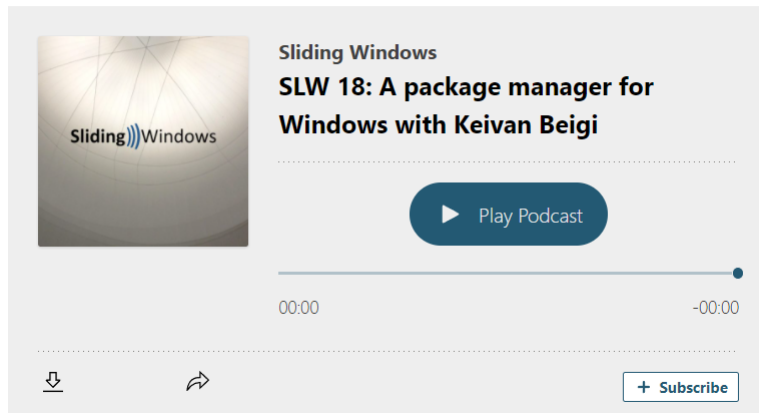 Sliding)))Windows
Sliding Windows
SLW 18: A package manager for
Windows with Keivan Beigi
Play Podcast
00:00
-00:00
+ Subscribe